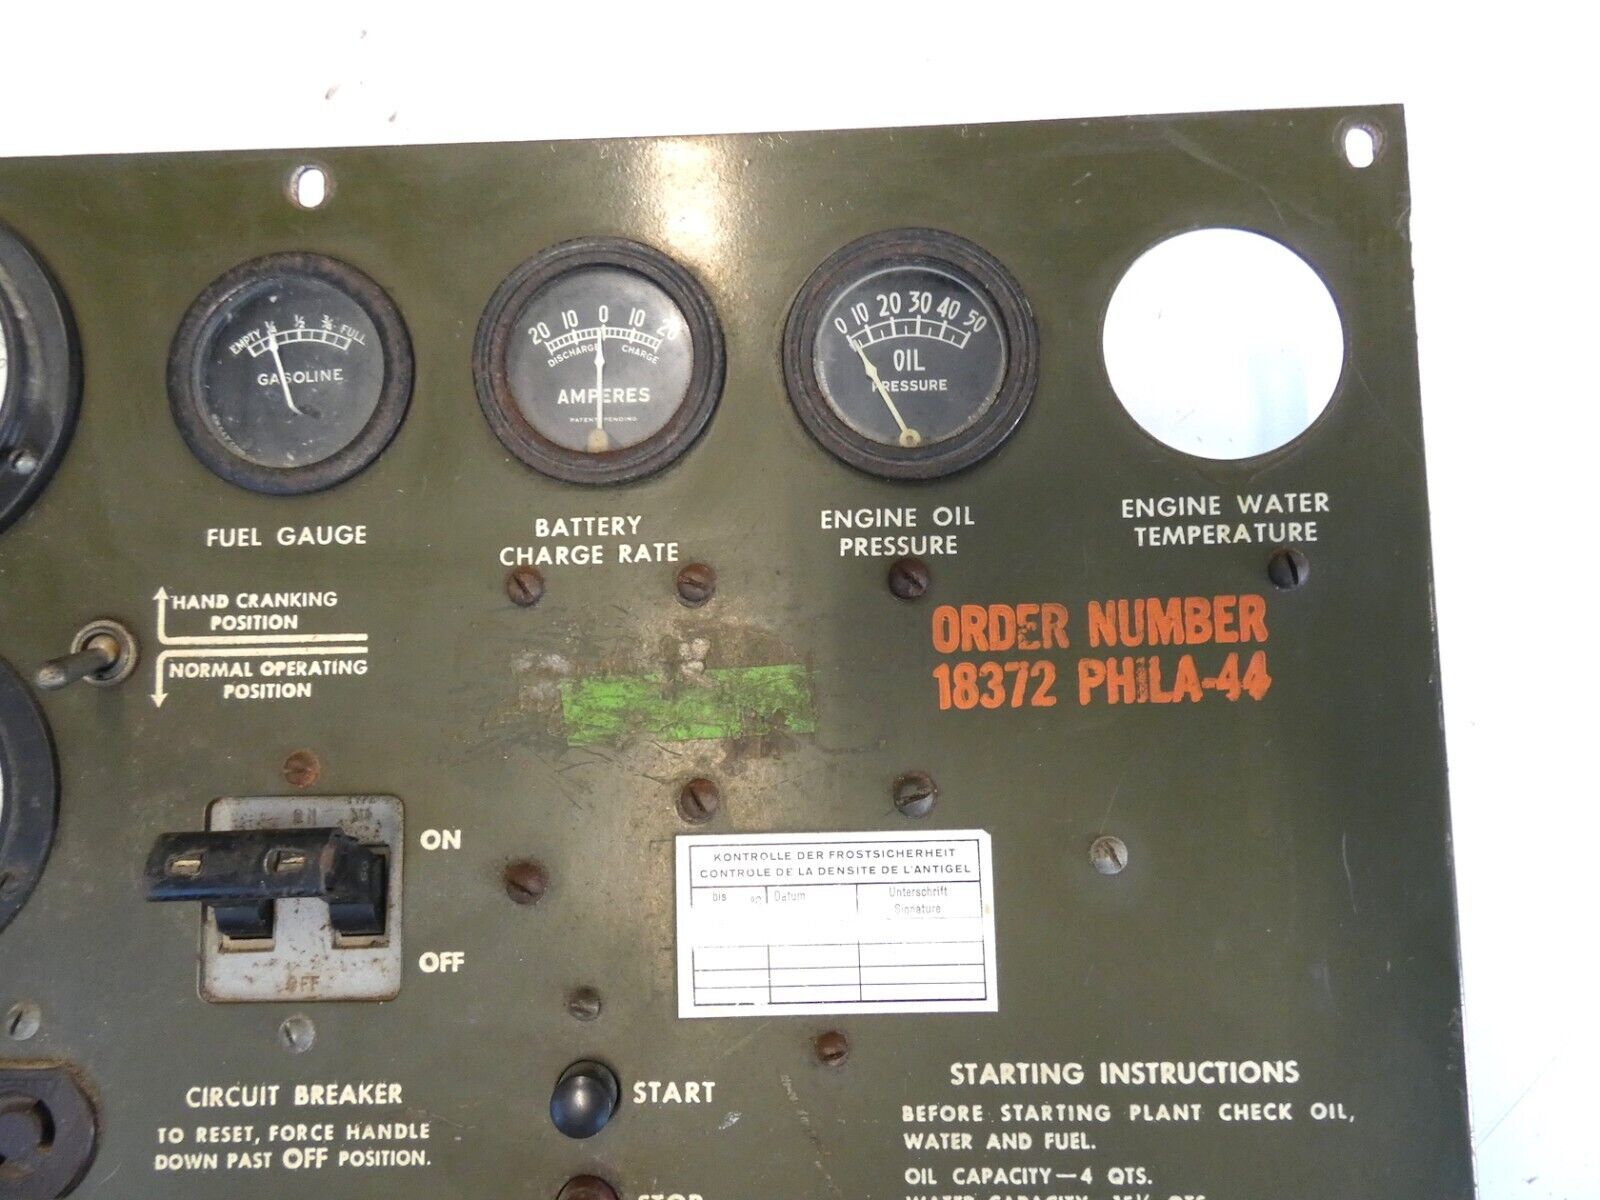 EMPTY ¼ ½ ¾ FULL
GASOLINE
20 10 0 10 20
DISCHARGE CHARGE
AMPERES
PATENT PENDING
0 10 20 30 40 50
OIL
PRESSURE
FUEL GAUGE
BATTERY
CHARGE RATE
ENGINE OIL
PRESSURE
ENGINE WATER
TEMPERATURE
HAND CRANKING
POSITION
NORMAL OPERATING
POSITION
ORDER NUMBER
18372 PHILA-44
ON
OFF
OFF
KONTROLLE DER FROSTSICHERHEIT
CONTROLE DE LA DENSITE DE L'ANTIGEL
bis °C Datum Unterschrift
Signature
CIRCUIT BREAKER
TO RESET, FORCE HANDLE
DOWN PAST OFF POSITION.
START
STOP
STARTING INSTRUCTIONS
BEFORE STARTING PLANT CHECK OIL,
WATER AND FUEL.
OIL CAPACITY—4 QTS.
WATER CAPACITY QTS.